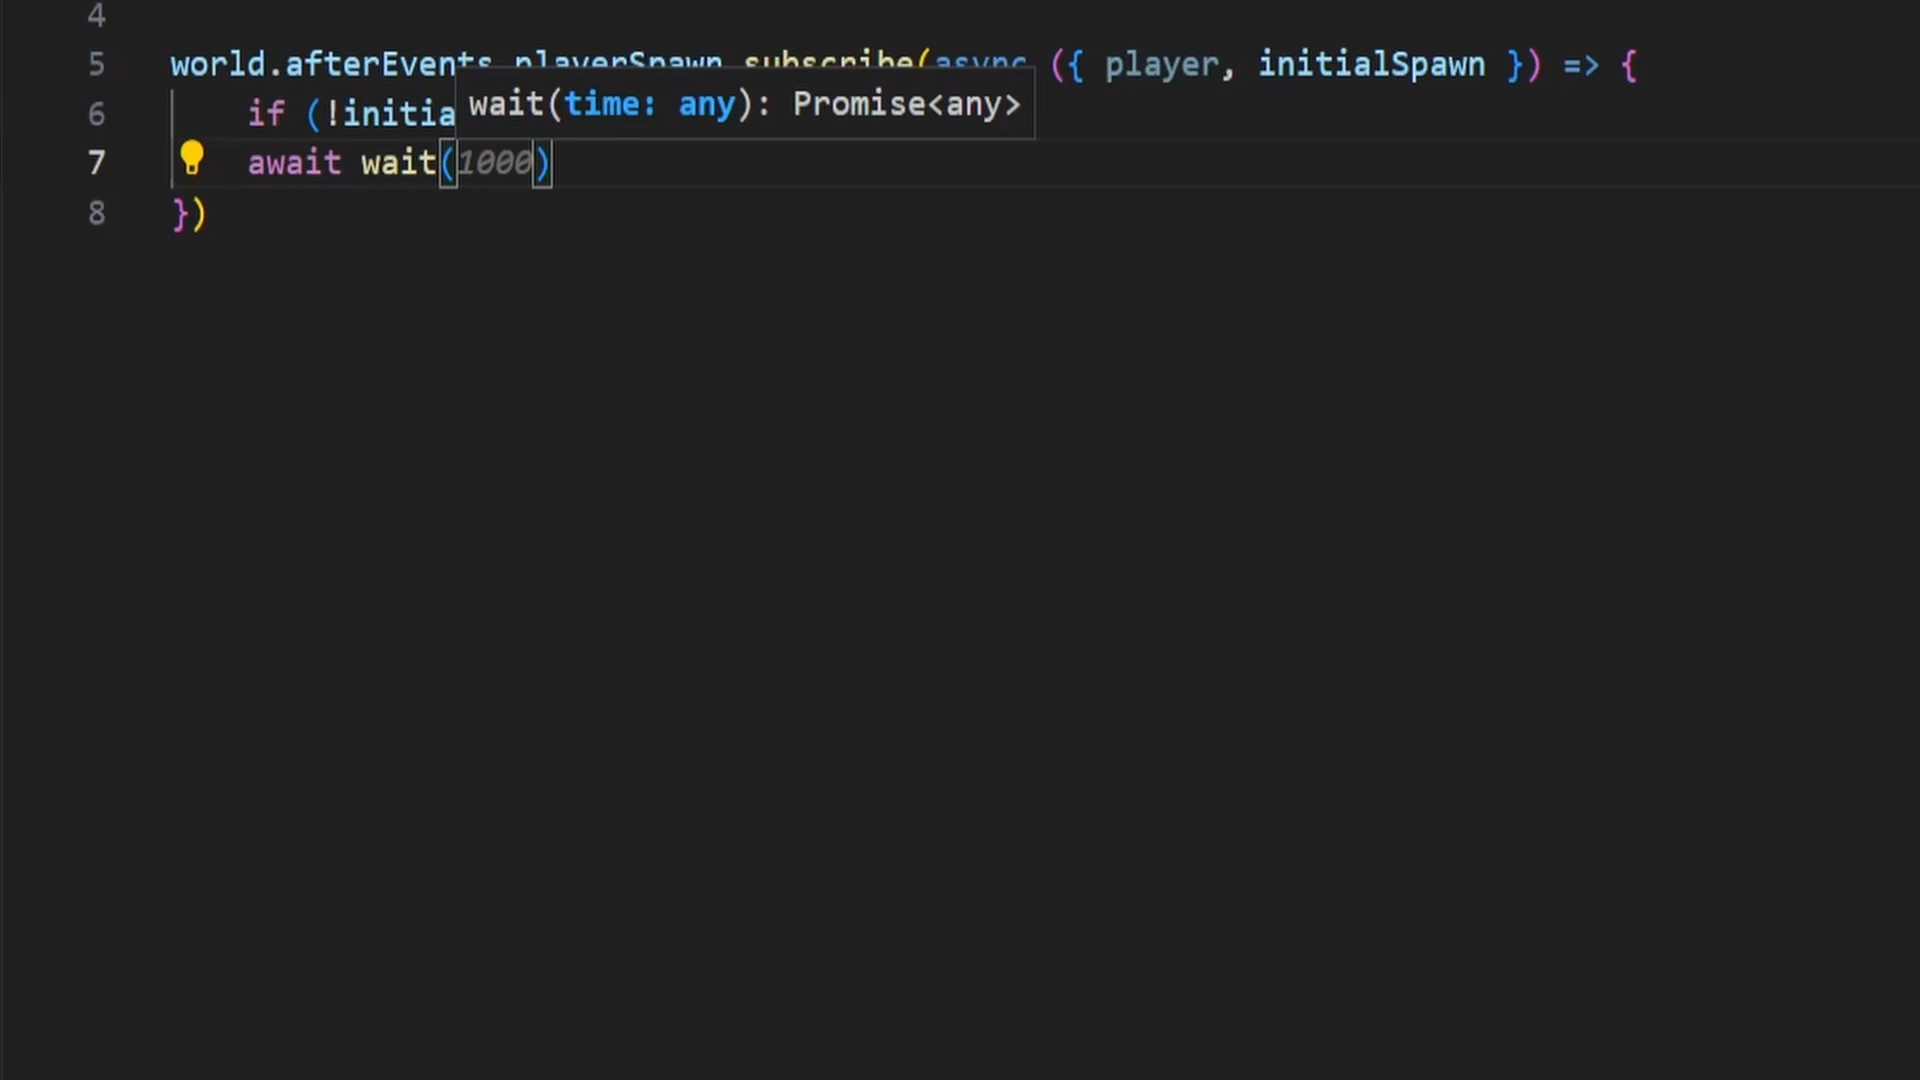 4
5 world.afterEvents.playerSpawn.subscribe(async ({ player, initialSpawn }) => {
wait(time: any): Promise<any>
6 if (!initia
7 await wait(1000)
8 })